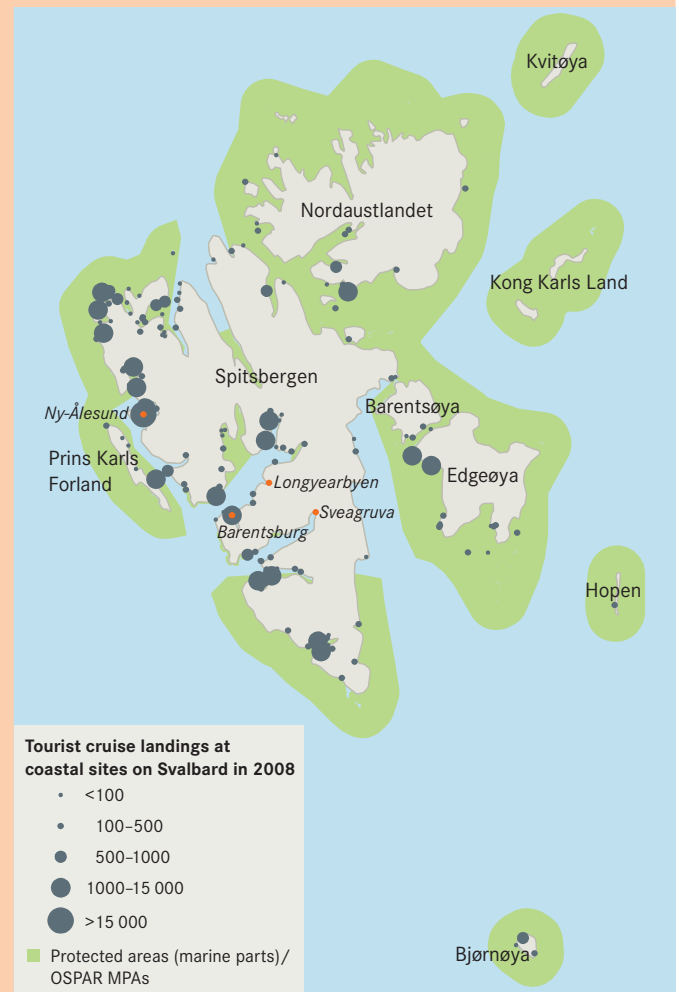 Kvitøya
Nordaustlandet
Kong Karls Land
Spitsbergen
Barentsøya
Ny-Ålesund
Prins Karls
Forland
Edgeøya
Longyearbyen
Sveagruva
Barentsburg
Hopen
Tourist cruise landings at
coastal sites on Svalbard in 2008
<100
100–500
500–1000
1000–15 000
>15 000
Protected areas (marine parts)/
OSPAR MPAs
Bjørnøya